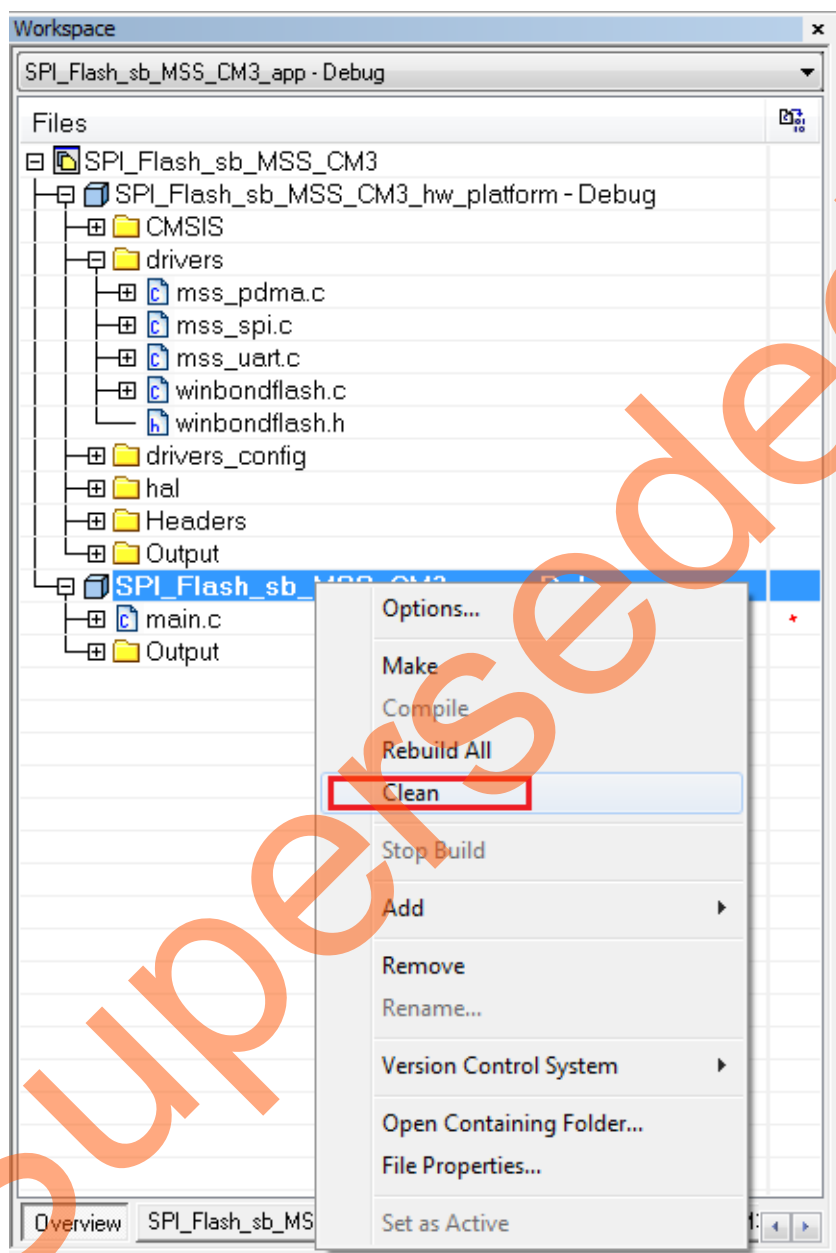 Workspace
SPI_Flash_sb_MSS_CM3_app - Debug
Files
SPI_Flash_sb_MSS_CM3
SPI_Flash_sb_MSS_CM3_hw_platform - Debug
CMSIS
drivers
mss_pdma.c
mss_spi.c
mss_uart.c
winbondflash.c
winbondflash.h
drivers_config
hal
Headers
Output
SPI_Flash_sb_
main.c
Output
Options...
Make
Compile
Rebuild All
Clean
Stop Build
Add
Remove
Rename...
Version Control System
Open Containing Folder...
File Properties...
Set as Active
Overview
SPI_Flash_sb_MS
Superseded